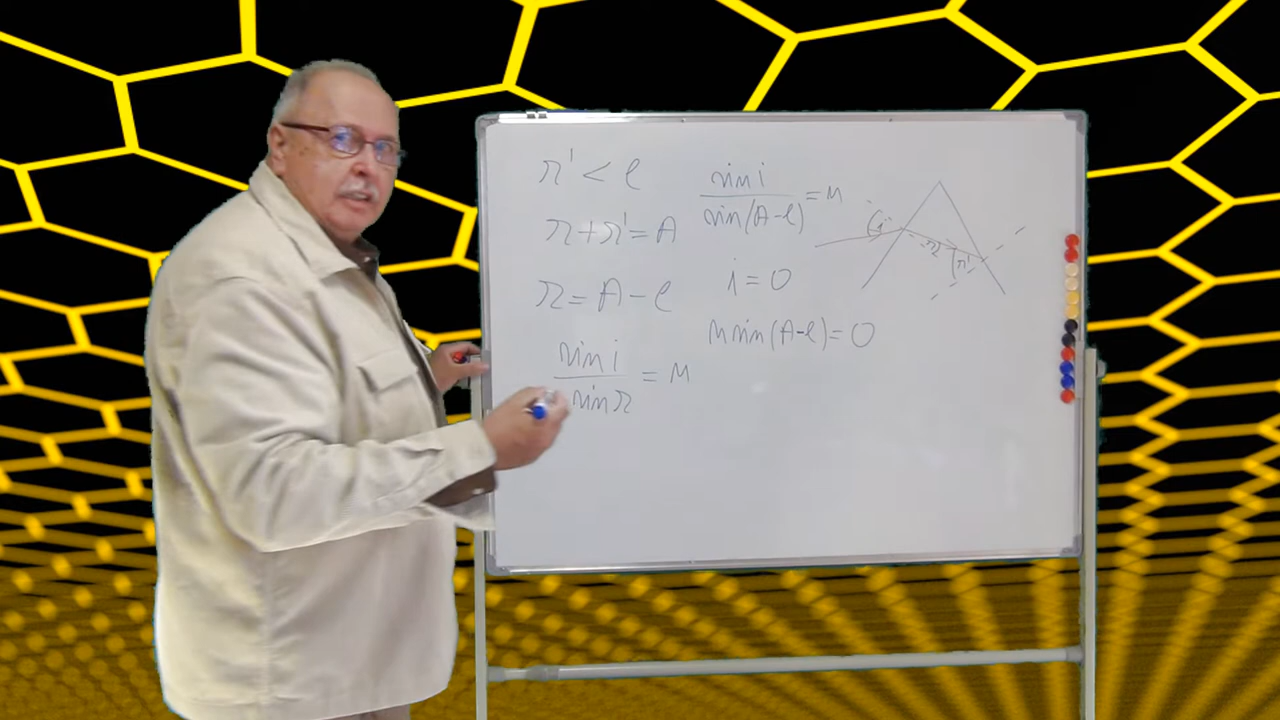 r' < l
r + r' = A
r = A - l
sin i / sin r = n
sin i / sin(A-l) = n
i = 0
n sin(A-l) = 0
i
r
r'